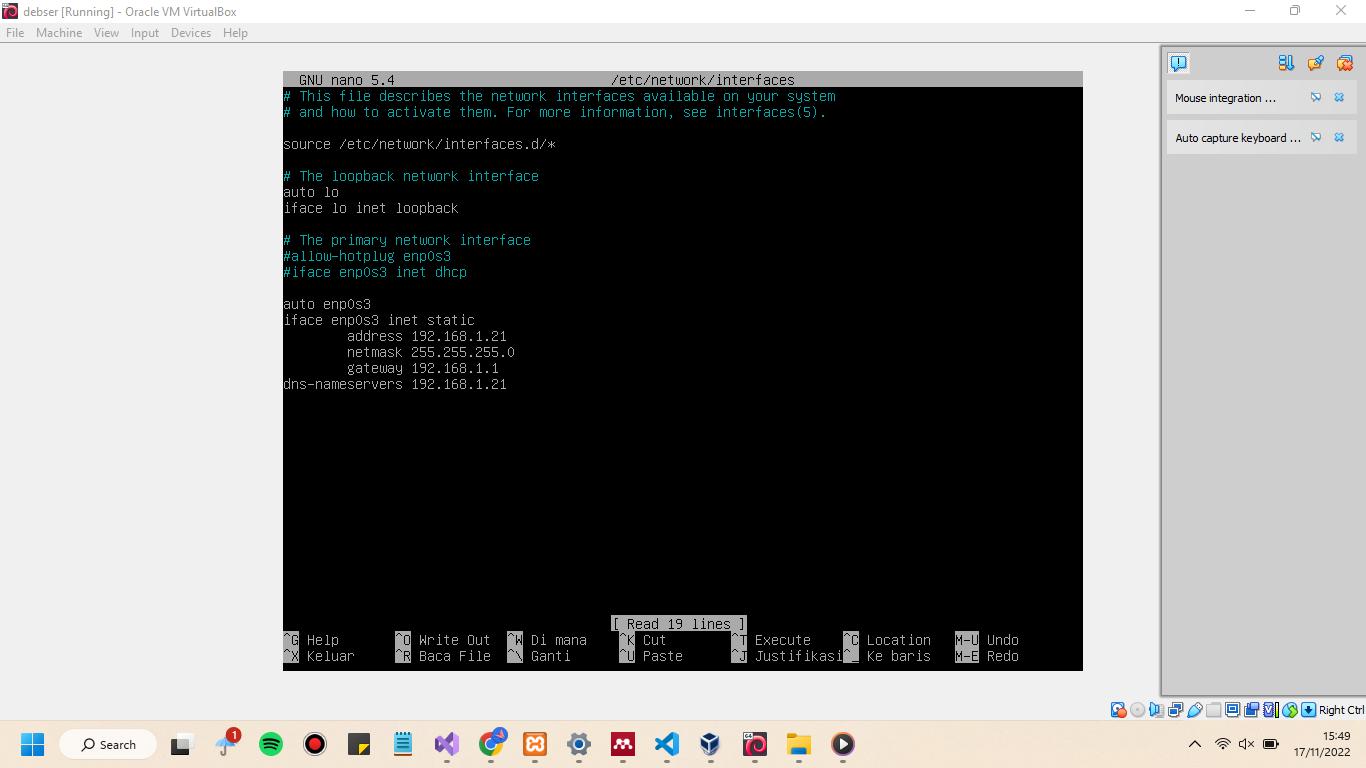 debser [Running] - Oracle VM VirtualBox
File Machine View Input Devices Help
GNU nano 5.4 /etc/network/interfaces
# This file describes the network interfaces available on your system
# and how to activate them. For more information, see interfaces(5).
source /etc/network/interfaces.d/*
# The loopback network interface
auto lo
iface lo inet loopback
# The primary network interface
#allow-hotplug enp0s3
#iface enp0s3 inet dhcp
auto enp0s3
iface enp0s3 inet static
address 192.168.1.21
netmask 255.255.255.0
gateway 192.168.1.1
dns-nameservers 192.168.1.21
[ Read 19 lines ]
^G Help ^O Write Out ^W Di mana ^K Cut ^T Execute ^C Location M-U Undo
^X Keluar ^R Baca File ^\ Ganti ^U Paste ^J Justifikasi ^_ Ke baris M-E Redo
Mouse integration ...
Auto capture keyboard ...
Right Ctrl
Search
1
3
64
15:49
17/11/2022